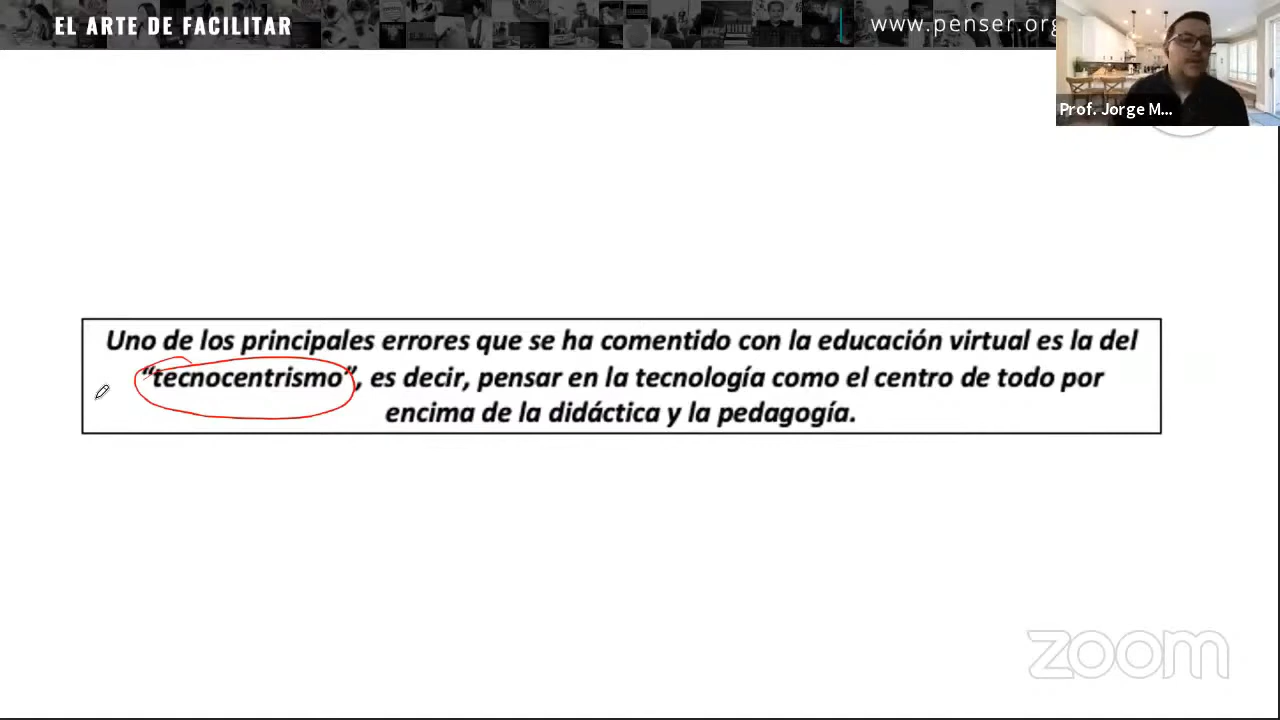 EL ARTE DE FACILITAR
www.penser.org
Prof. Jorge M...
Uno de los principales errores que se ha comentido con la educación virtual es la del
“tecnocentrismo”, es decir, pensar en la tecnología como el centro de todo por
encima de la didáctica y la pedagogía.
zoom